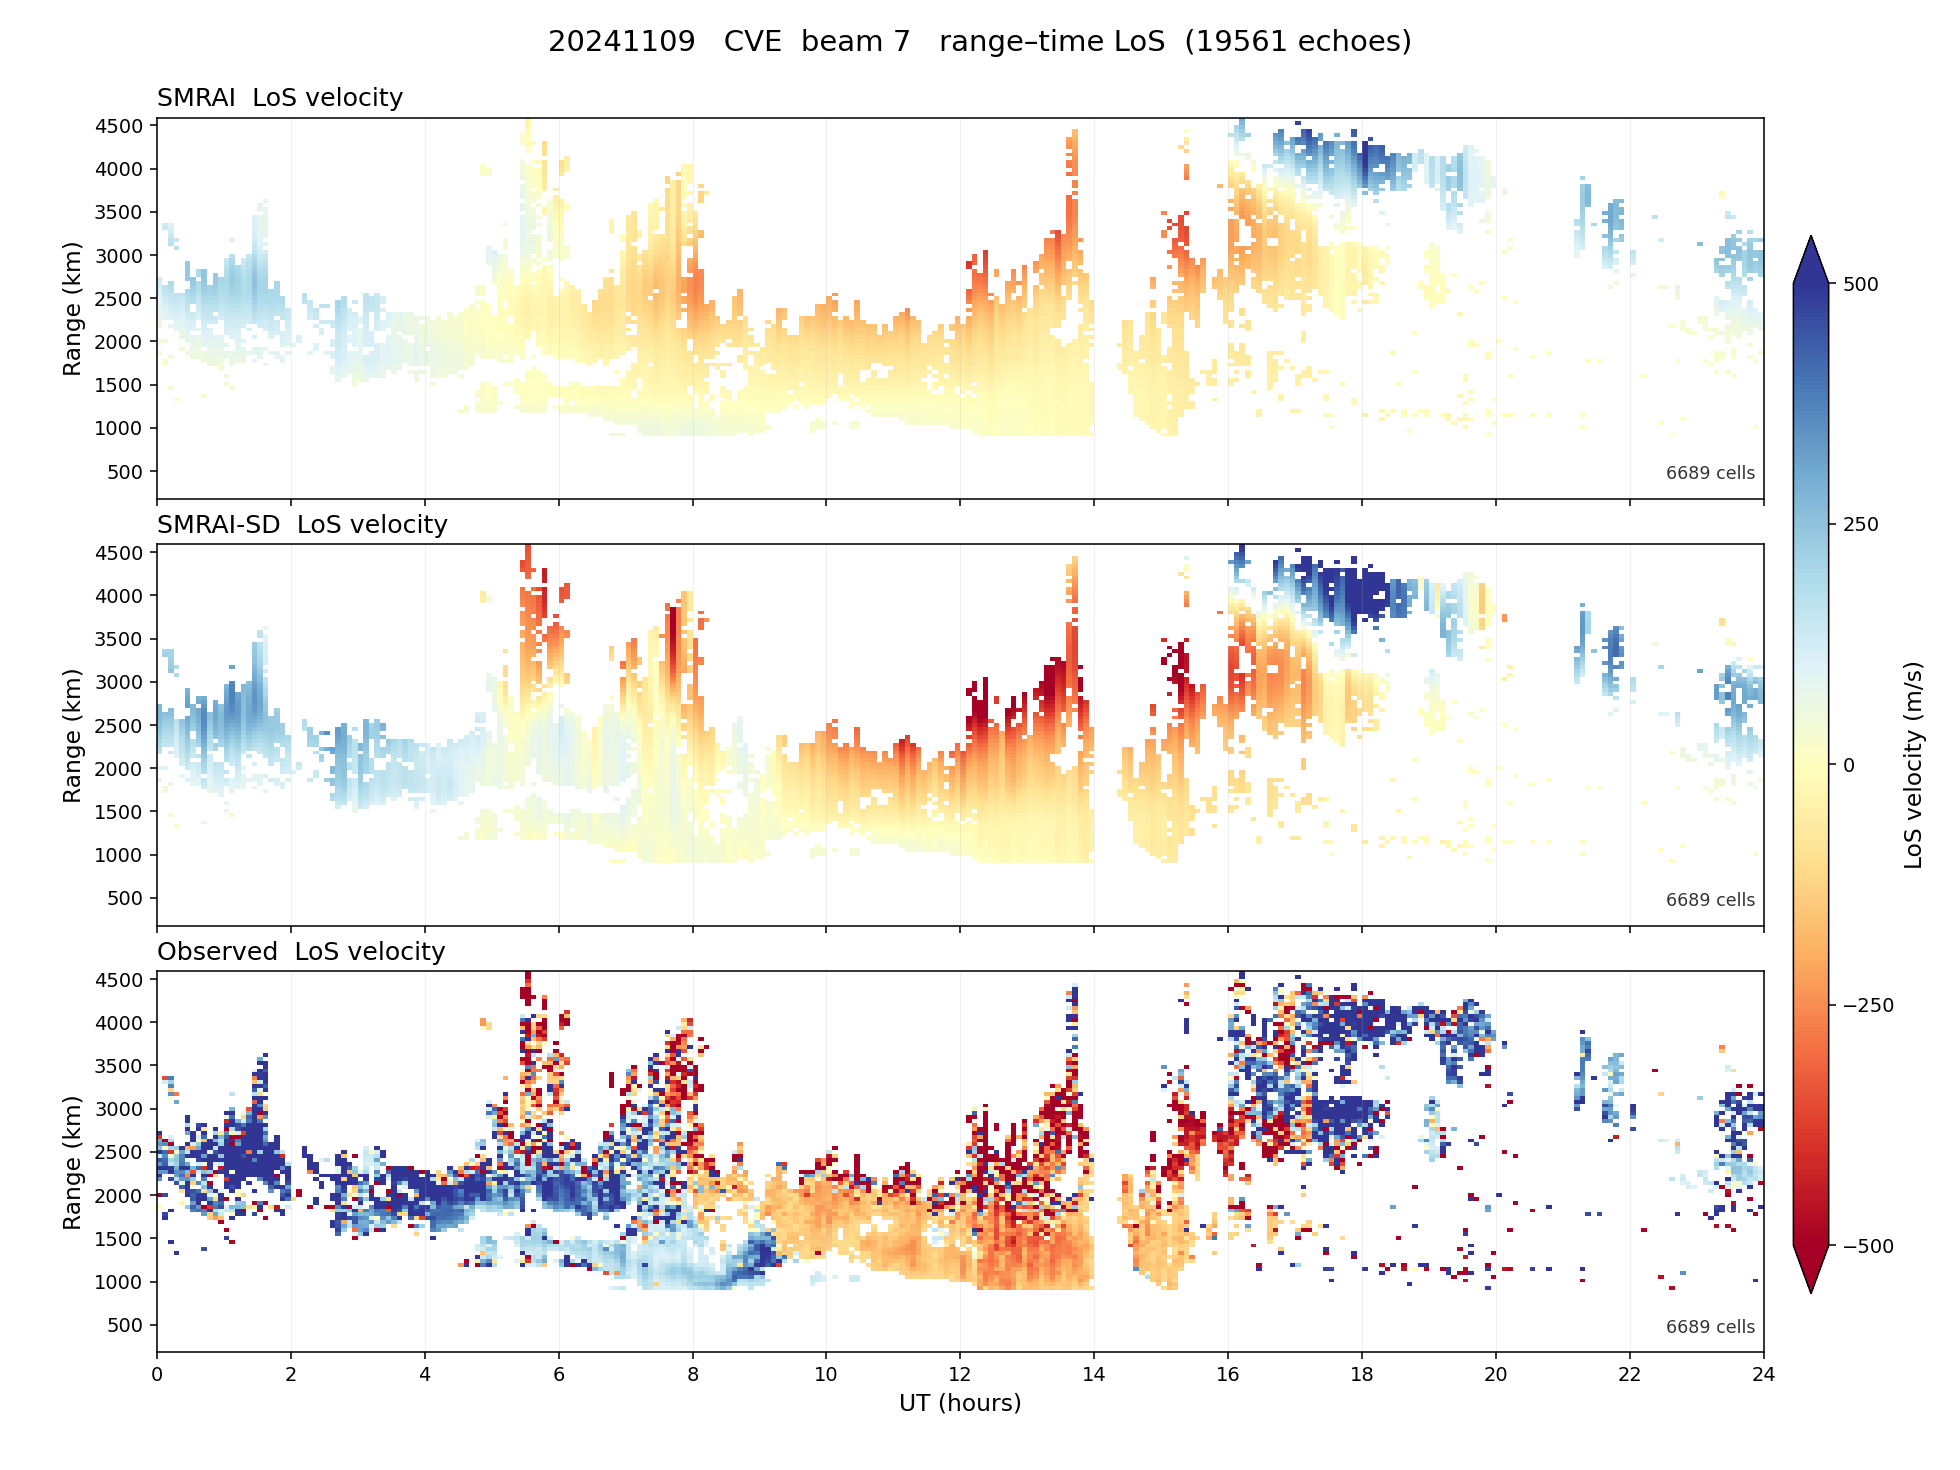 20241109   CVE  beam 7   range–time LoS  (19561 echoes)
SMRAI  LoS velocity
4500
4000
3500
3000
2500
2000
1500
1000
500
Range (km)
6689 cells
SMRAI-SD  LoS velocity
4500
4000
3500
3000
2500
2000
1500
1000
500
Range (km)
6689 cells
Observed  LoS velocity
4500
4000
3500
3000
2500
2000
1500
1000
500
Range (km)
6689 cells
0 2 4 6 8 10 12 14 16 18 20 22 24
UT (hours)
500
250
0
−250
−500
LoS velocity (m/s)